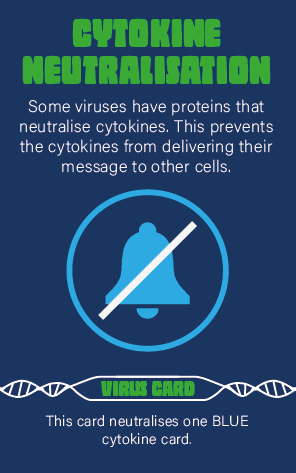 CYTOKINE
NEUTRALISATION
Some viruses have proteins that
neutralise cytokines. This prevents
the cytokines from delivering their
message to other cells.
VIRUS CARD
This card neutralises one BLUE
cytokine card.